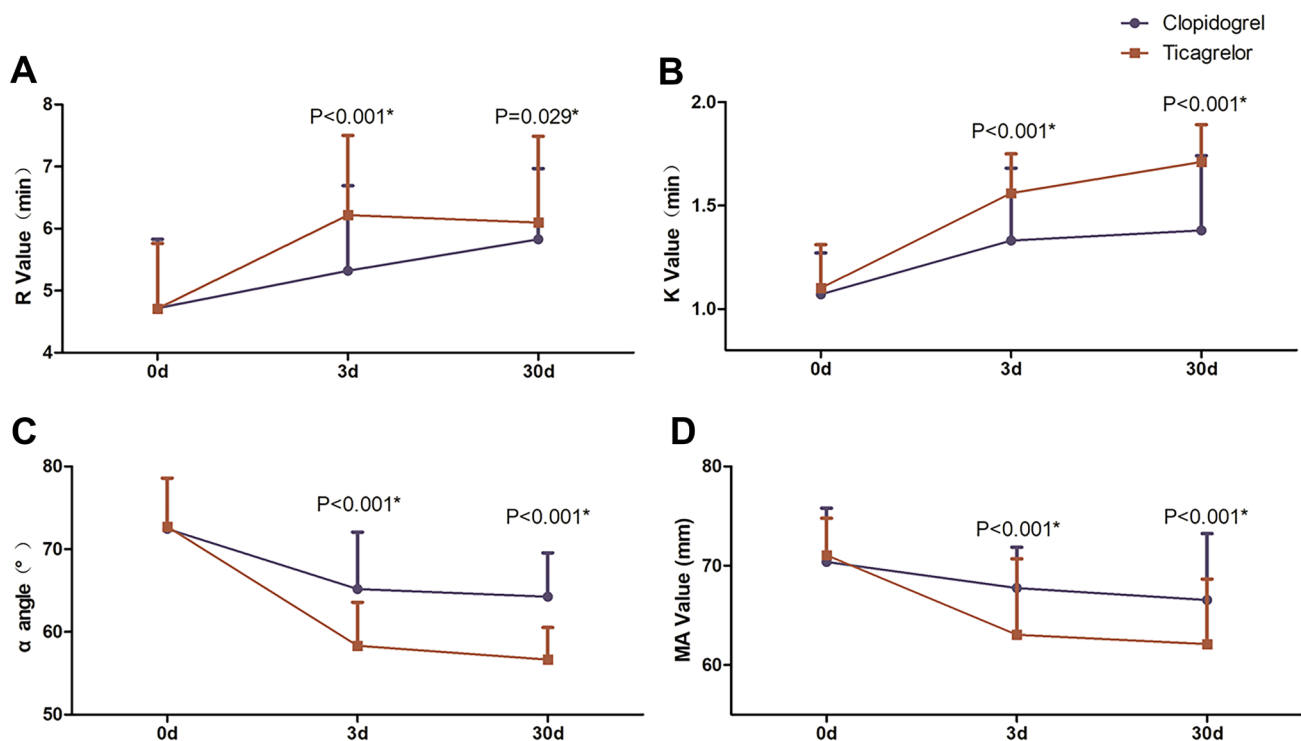 Clopidogrel
Ticagrelor
A
8
7
6
5
4
R Value（min）
P<0.001*
P=0.029*
0d
3d
30d
B
2.0
1.5
1.0
K Value（min）
P<0.001*
P<0.001*
0d
3d
30d
C
80
70
60
50
α angle（°）
P<0.001*
P<0.001*
0d
3d
30d
D
80
70
60
MA Value (mm)
P<0.001*
P<0.001*
0d
3d
30d